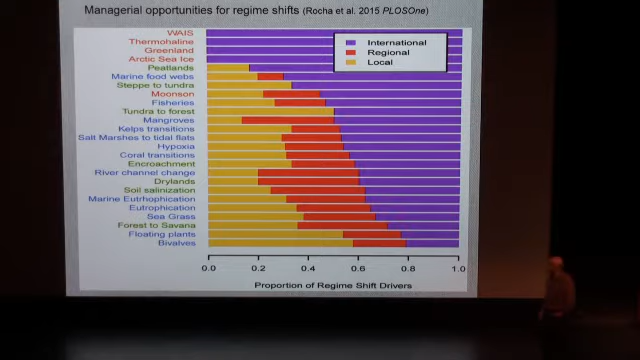 Managerial opportunities for regime shifts (Rocha et al. 2015 PLOSOne)
International
Regional
Local
WAIS
Thermohaline
Greenland
Arctic Sea Ice
Peatlands
Marine food webs
Steppe to tundra
Moonson
Fisheries
Tundra to forest
Mangroves
Kelps transitions
Salt Marshes to tidal flats
Hypoxia
Coral transitions
Encroachment
River channel change
Drylands
Soil salinization
Marine Eutrhophication
Eutrophication
Sea Grass
Forest to Savana
Floating plants
Bivalves
0.0 0.2 0.4 0.6 0.8 1.0
Proportion of Regime Shift Drivers